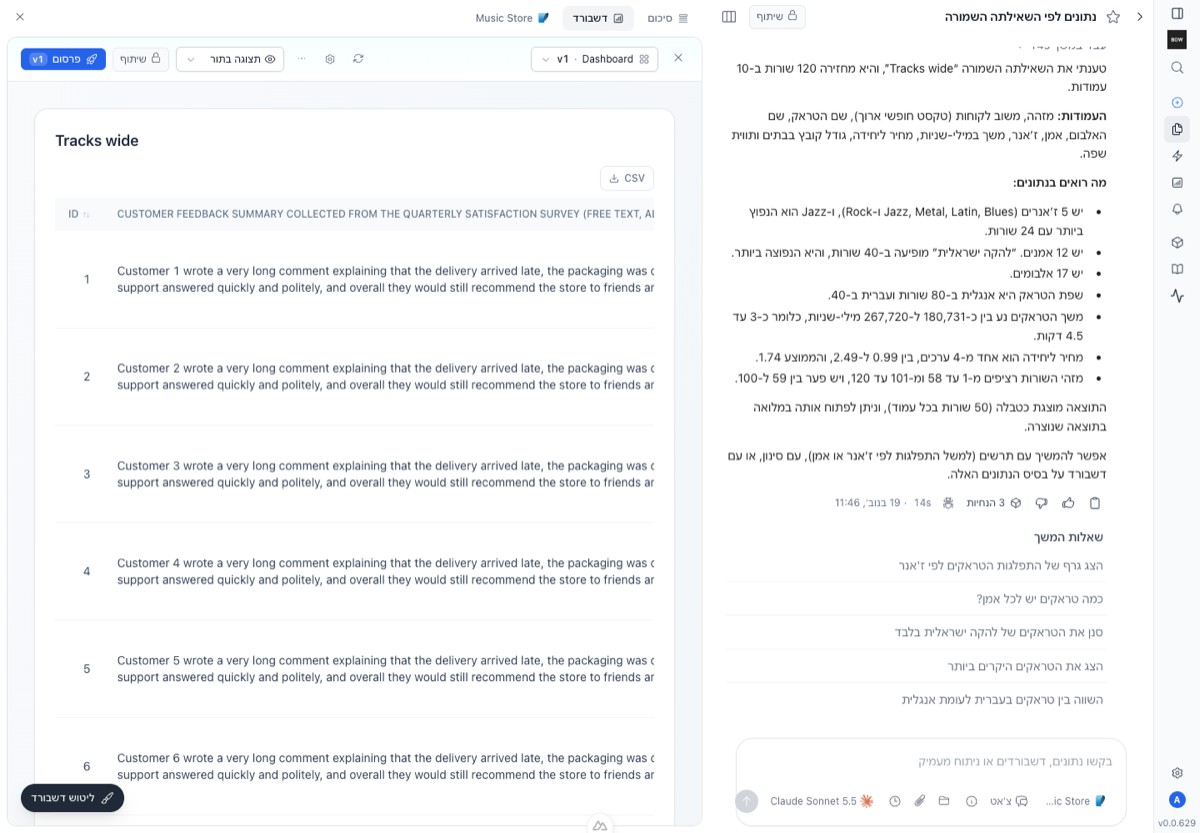 נתונים לפי השאילתה השמורה
שיתוף
BOW
טענתי את השאילתה השמורה "Tracks wide", והיא מחזירה 120 שורות ב-10
עמודות.
העמודות: מזהה, משוב לקוחות (טקסט חופשי ארוך), שם הטראק, שם
האלבום, אמן, ז'אנר, משך במילי-שניות, מחיר ליחידה, גודל קובץ בבתים ותווית
שפה.
מה רואים בנתונים:
יש 5 ז'אנרים (Jazz, Metal, Latin, Blues ו-Rock), ו-Jazz הוא הנפוץ
ביותר עם 24 שורות.
יש 12 אמנים. "להקה ישראלית" מופיעה ב-40 שורות, והיא הנפוצה ביותר.
יש 17 אלבומים.
שפת הטראק היא אנגלית ב-80 שורות ועברית ב-40.
משך הטראקים נע בין כ-180,731 ל-267,720 מילי-שניות, כלומר כ-3 עד
4.5 דקות.
מחיר ליחידה הוא אחד מ-4 ערכים, בין 0.99 ל-2.49, והממוצע 1.74.
מזהי השורות רציפים מ-1 עד 58 ומ-101 עד 120, ויש פער בין 59 ל-100.
התוצאה מוצגת כטבלה (50 שורות בכל עמוד), וניתן לפתוח אותה במלואה
בתוצאה שנוצרה.
אפשר להמשיך עם תרשים (למשל התפלגות לפי ז'אנר או אמן), עם סינון, או עם
דשבורד על בסיס הנתונים האלה.
3 הנחיות 14s · 19 בנוב׳, 11:46
שאלות המשך
הצג גרף של התפלגות הטראקים לפי ז'אנר
כמה טראקים יש לכל אמן?
סנן את הטראקים של להקה ישראלית בלבד
הצג את הטראקים היקרים ביותר
השווה בין טראקים בעברית לעומת אנגלית
בקשו נתונים, דשבורדים או ניתוח מעמיק
...ic Store צ'אט Claude Sonnet 5.5
A
v0.0.629
סיכום דשבורד Music Store
Dashboard · v1
תצוגה בתור
שיתוף
פרסום v1
Tracks wide
CSV
ID CUSTOMER FEEDBACK SUMMARY COLLECTED FROM THE QUARTERLY SATISFACTION SURVEY (FREE TEXT,
1 Customer 1 wrote a very long comment explaining that the delivery arrived late, the packaging was
support answered quickly and politely, and overall they would still recommend the store to friends
2 Customer 2 wrote a very long comment explaining that the delivery arrived late, the packaging was
support answered quickly and politely, and overall they would still recommend the store to friends
3 Customer 3 wrote a very long comment explaining that the delivery arrived late, the packaging was
support answered quickly and politely, and overall they would still recommend the store to friends
4 Customer 4 wrote a very long comment explaining that the delivery arrived late, the packaging was
support answered quickly and politely, and overall they would still recommend the store to friends
5 Customer 5 wrote a very long comment explaining that the delivery arrived late, the packaging was
support answered quickly and politely, and overall they would still recommend the store to friends
6 Customer 6 wrote a very long comment explaining that the delivery arrived late, the packaging was
support answered quickly and politely, and overall they would still recommend the store to friends
ליטוש דשבורד